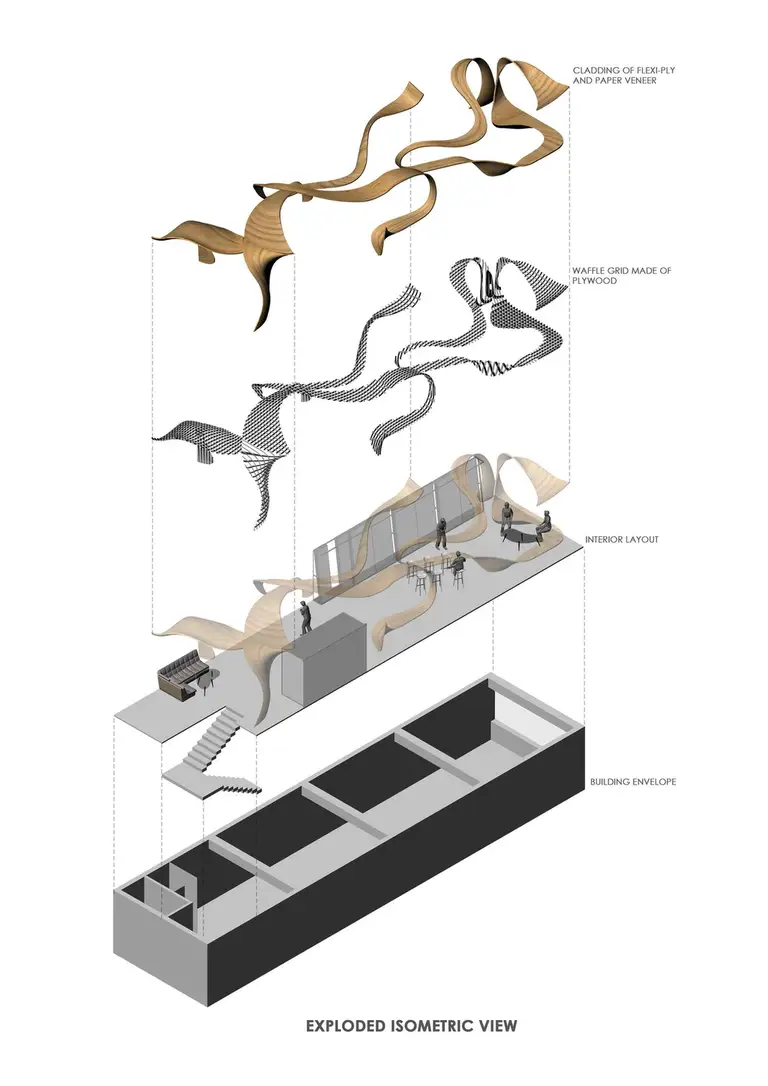 CLADDING OF FLEXI-PLY
AND PAPER VENEER
WAFFLE GRID MADE OF
PLYWOOD
INTERIOR LAYOUT
BUILDING ENVELOPE
EXPLODED ISOMETRIC VIEW